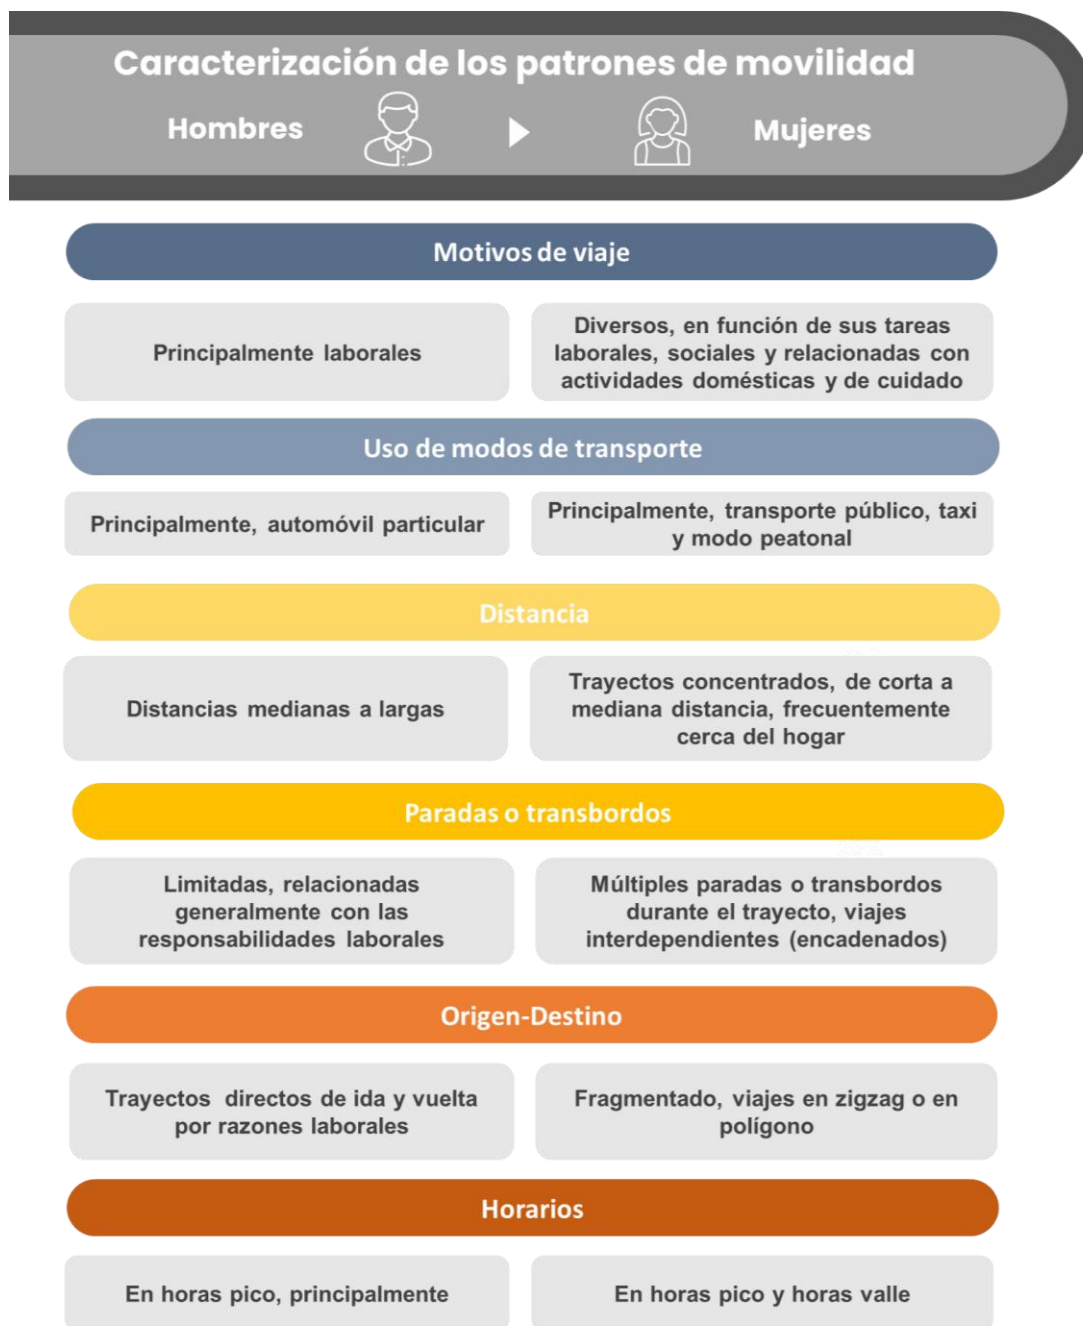 Caracterización de los patrones de movilidad
Hombres
Mujeres
Motivos de viaje
Principalmente laborales
Diversos, en función de sus tareas
laborales, sociales y relacionadas con
actividades domésticas y de cuidado
Uso de modos de transporte
Principalmente, automóvil particular
Principalmente, transporte público, taxi
y modo peatonal
Distancia
Distancias medianas a largas
Trayectos concentrados, de corta a
mediana distancia, frecuentemente
cerca del hogar
Paradas o transbordos
Limitadas, relacionadas
generalmente con las
responsabilidades laborales
Múltiples paradas o transbordos
durante el trayecto, viajes
interdependientes (encadenados)
Origen-Destino
Trayectos directos de ida y vuelta
por razones laborales
Fragmentado, viajes en zigzag o en
polígono
Horarios
En horas pico, principalmente
En horas pico y horas valle